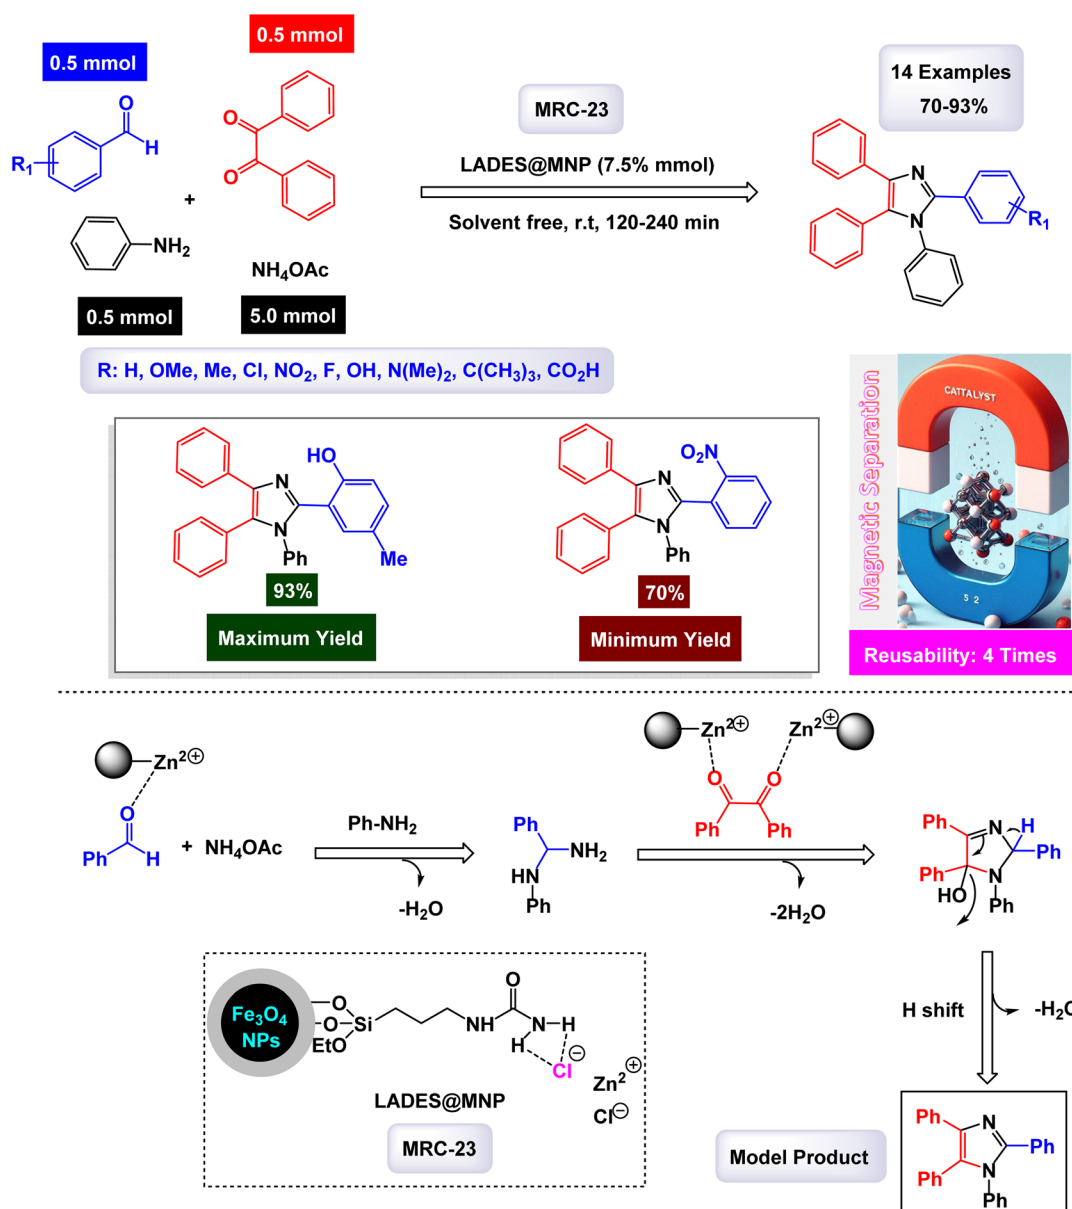 0.5 mmol
0.5 mmol
O
H
R1
O
O
+
NH2
NH4OAc
0.5 mmol
5.0 mmol
MRC-23
LADES@MNP (7.5% mmol)
Solvent free, r.t, 120-240 min
14 Examples
70-93%
N
N
R1
R: H, OMe, Me, Cl, NO2, F, OH, N(Me)2, C(CH3)3, CO2H
HO
N
N
Ph
Me
93%
Maximum Yield
O2N
N
N
Ph
70%
Minimum Yield
Magnetic Separation
CATTALYST
5 2
Reusability: 4 Times
Zn2⊕
O
Ph
H
+ NH4OAc
Ph-NH2
-H2O
Ph
NH2
HN
Ph
Zn2⊕
Zn2⊕
O
O
Ph
Ph
-2H2O
Ph
N
H
Ph
Ph
N
HO
Ph
H shift
-H2O
Fe3O4
NPs
O
O
Si
EtO
NH
O
N
H
H
Cl⊖
Zn2⊕
Cl⊖
LADES@MNP
MRC-23
Model Product
Ph
N
Ph
Ph
N
Ph